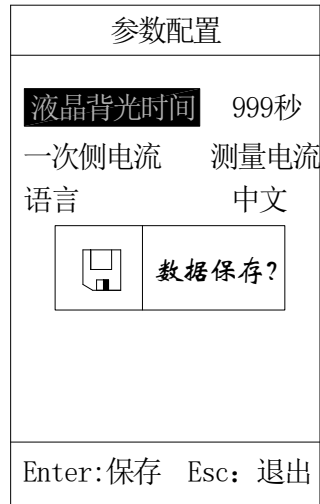 参数配置
液晶背光时间 999秒
一次侧电流 测量电流
语言 中文
数据保存?
Enter:保存 Esc: 退出